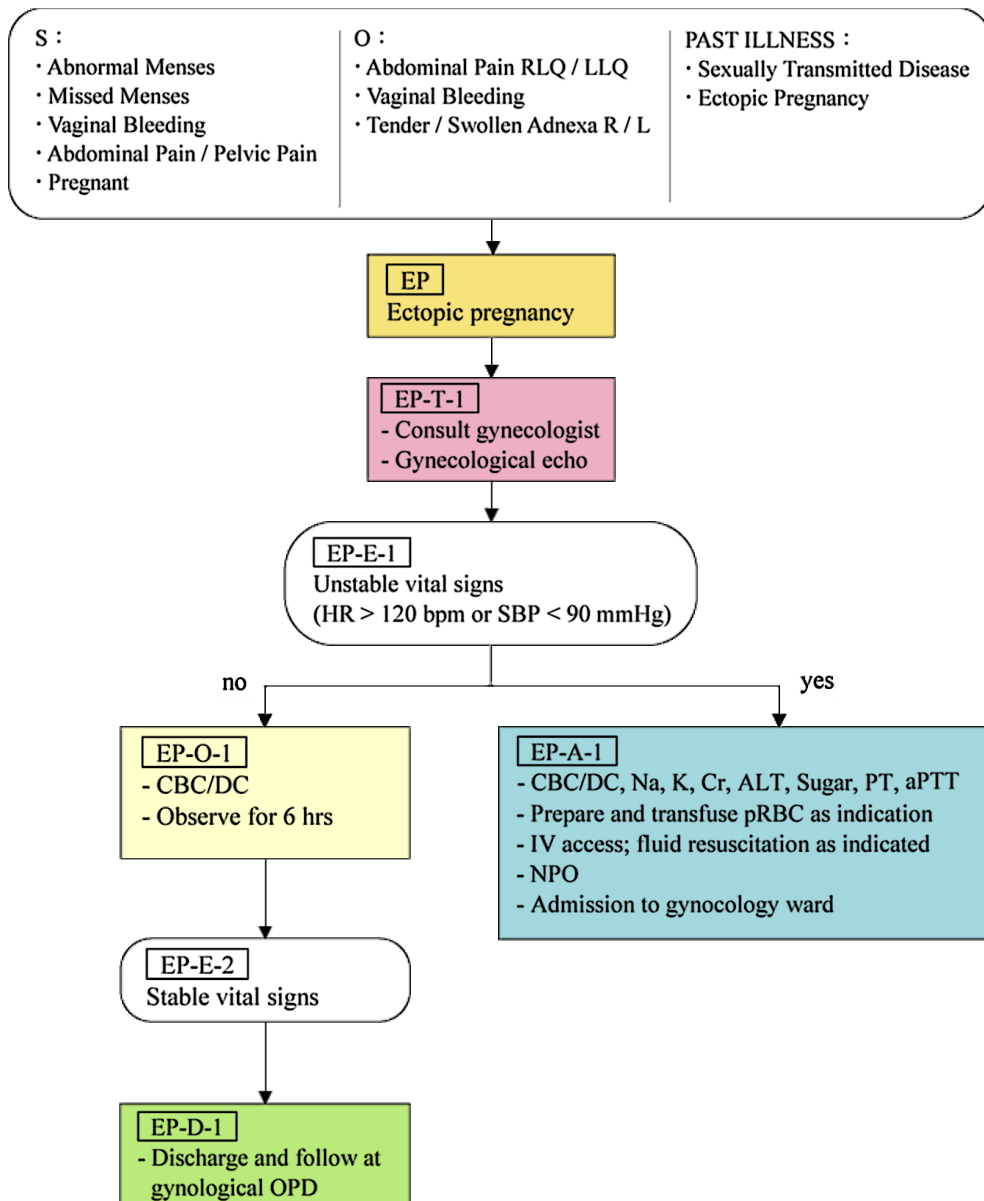 S：
· Abnormal Menses
· Missed Menses
· Vaginal Bleeding
· Abdominal Pain / Pelvic Pain
· Pregnant
O：
· Abdominal Pain RLQ / LLQ
· Vaginal Bleeding
· Tender / Swollen Adnexa R / L
PAST ILLNESS：
· Sexually Transmitted Disease
· Ectopic Pregnancy
EP
Ectopic pregnancy
EP-T-1
- Consult gynecologist
- Gynecological echo
EP-E-1
Unstable vital signs
(HR > 120 bpm or SBP < 90 mmHg)
no
yes
EP-O-1
- CBC/DC
- Observe for 6 hrs
EP-A-1
- CBC/DC, Na, K, Cr, ALT, Sugar, PT, aPTT
- Prepare and transfuse pRBC as indication
- IV access; fluid resuscitation as indicated
- NPO
- Admission to gynocology ward
EP-E-2
Stable vital signs
EP-D-1
- Discharge and follow at
gynological OPD